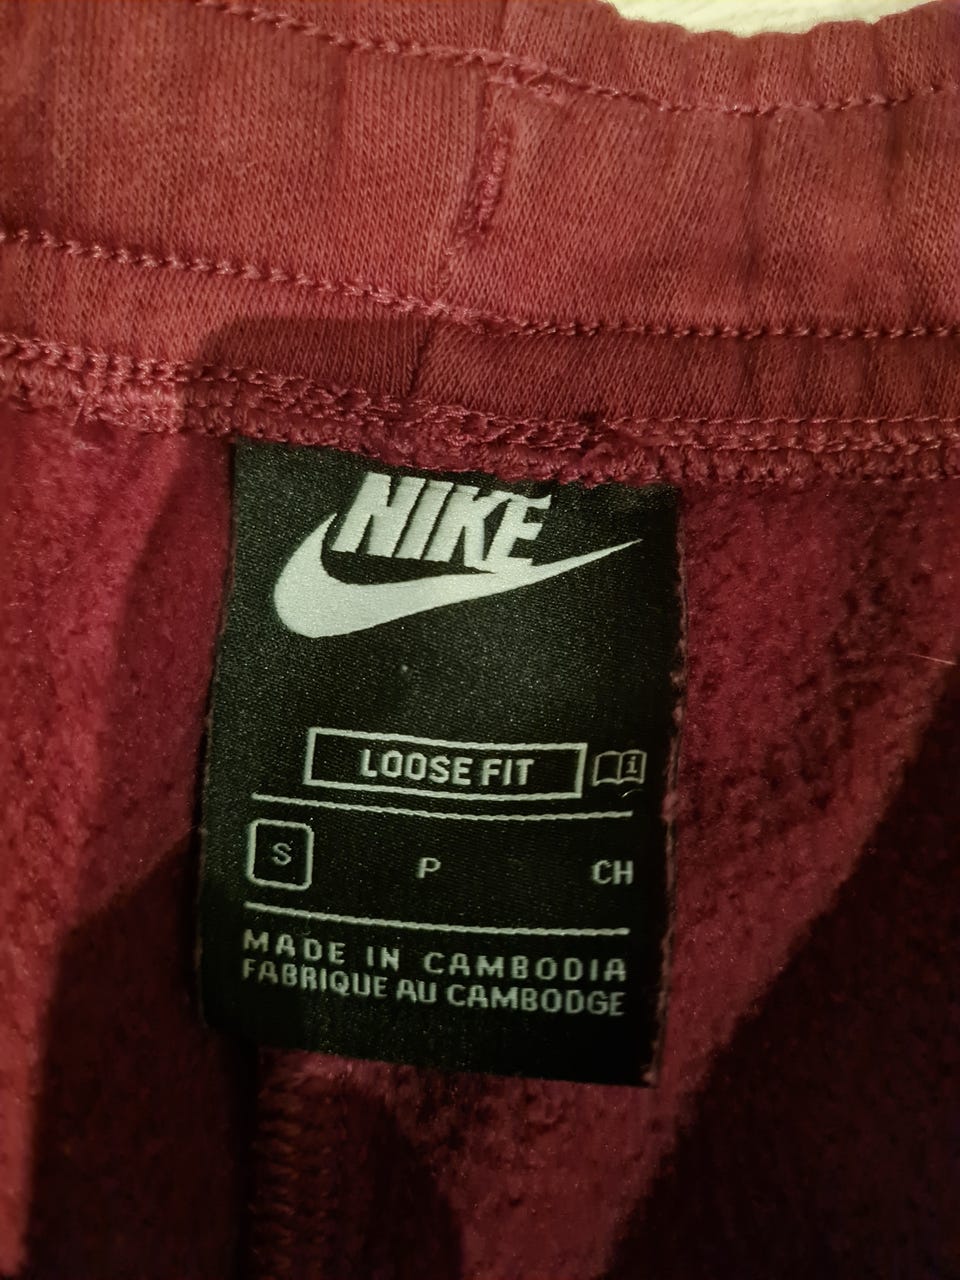 NIKE
LOOSE FIT
S P CH
MADE IN CAMBODIA
FABRIQUE AU CAMBODGE